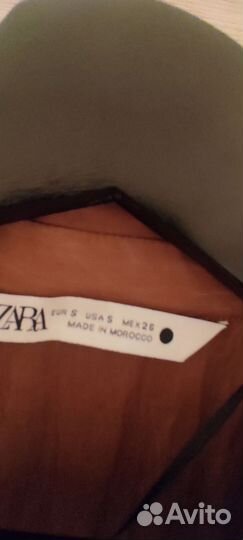 ZARA
EUR S USA S MEX 26
MADE IN MOROCCO
Avito